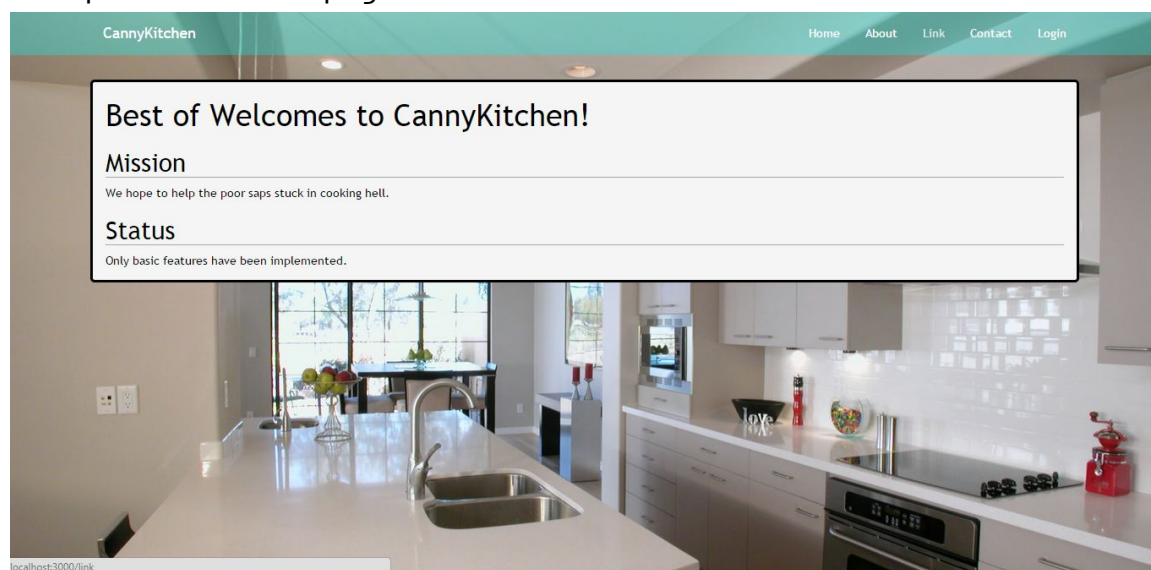 CannyKitchen
Home About Link Contact Login
Best of Welcomes to CannyKitchen!
Mission
We hope to help the poor saps stuck in cooking hell.
Status
Only basic features have been implemented.
love
localhost:3000/link